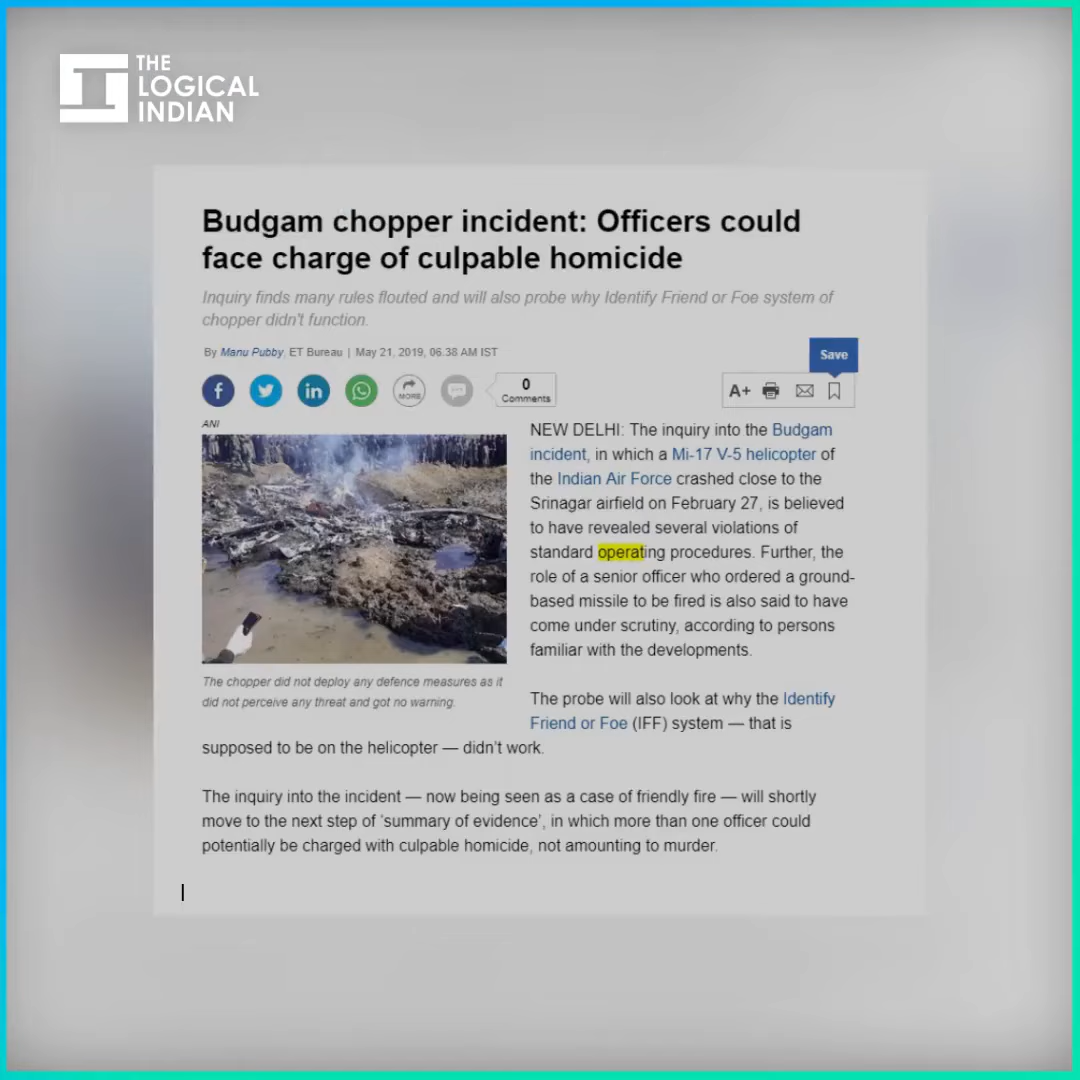 THE
LOGICAL
INDIAN
Budgam chopper incident: Officers could
face charge of culpable homicide
Inquiry finds many rules flouted and will also probe why Identify Friend or Foe system of
chopper didn't function.
By Manu Pubby, ET Bureau | May 21, 2019, 06.38 AM IST
Save
MORE
0
Comments
A+
ANI
NEW DELHI: The inquiry into the Budgam
incident, in which a Mi-17 V-5 helicopter of
the Indian Air Force crashed close to the
Srinagar airfield on February 27, is believed
to have revealed several violations of
standard operating procedures. Further, the
role of a senior officer who ordered a ground-
based missile to be fired is also said to have
come under scrutiny, according to persons
familiar with the developments.
The chopper did not deploy any defence measures as it
did not perceive any threat and got no warning.
The probe will also look at why the Identify
Friend or Foe (IFF) system — that is
supposed to be on the helicopter — didn't work.
The inquiry into the incident — now being seen as a case of friendly fire — will shortly
move to the next step of 'summary of evidence', in which more than one officer could
potentially be charged with culpable homicide, not amounting to murder.